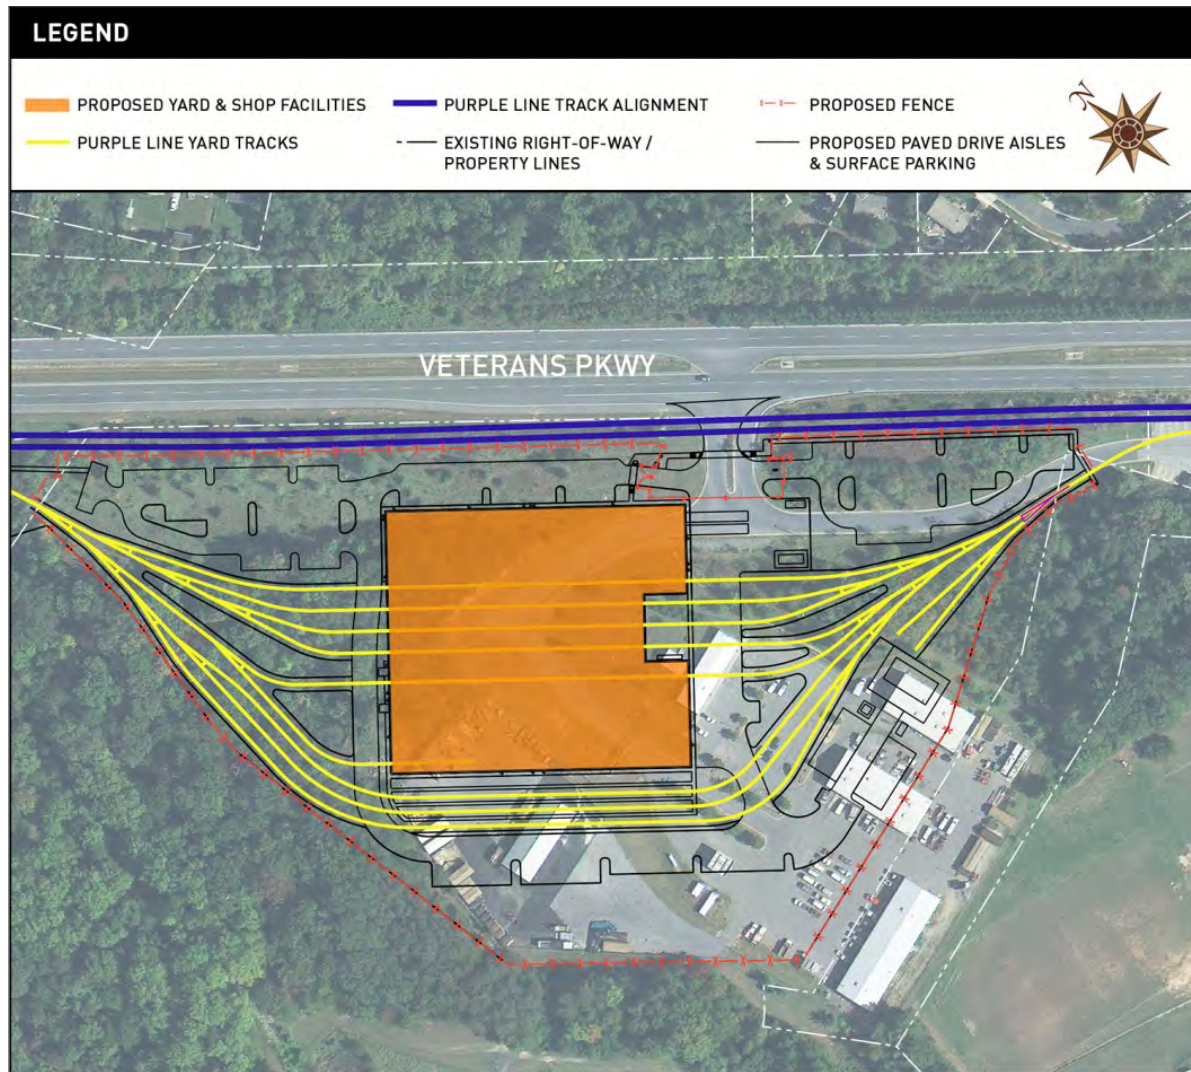 LEGEND
PROPOSED YARD & SHOP FACILITIES
PURPLE LINE TRACK ALIGNMENT
PROPOSED FENCE
N
PURPLE LINE YARD TRACKS
EXISTING RIGHT-OF-WAY /
PROPERTY LINES
PROPOSED PAVED DRIVE AISLES
& SURFACE PARKING
VETERANS PKWY